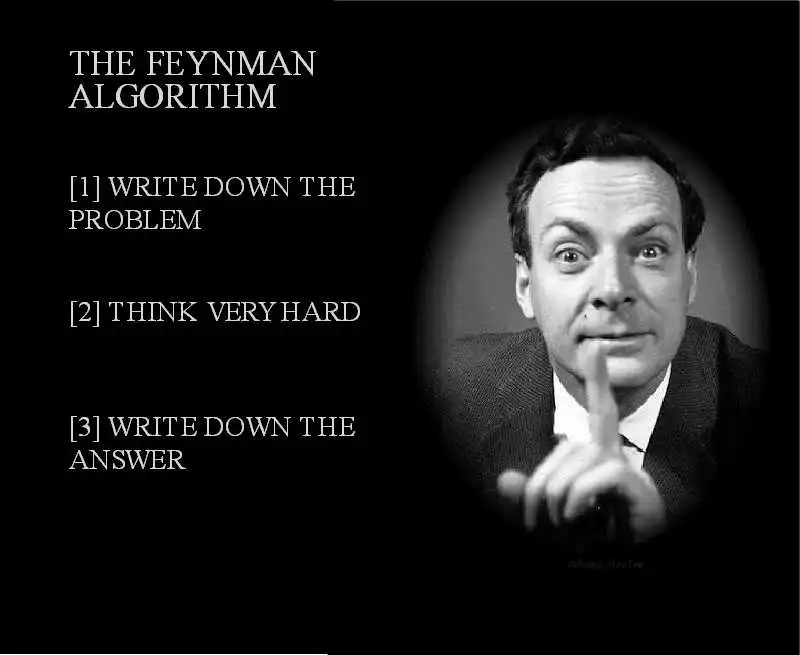 THE FEYNMAN
ALGORITHM
[1] WRITE DOWN THE
PROBLEM
[2] THINK VERY HARD
[3] WRITE DOWN THE
ANSWER